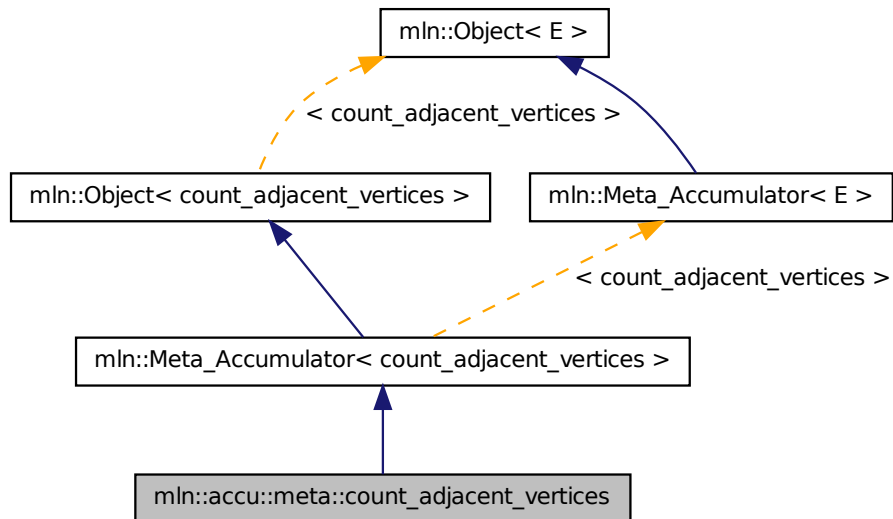 mln::Object< E >
< count_adjacent_vertices >
mln::Object< count_adjacent_vertices >
mln::Meta_Accumulator< E >
< count_adjacent_vertices >
mln::Meta_Accumulator< count_adjacent_vertices >
mln::accu::meta::count_adjacent_vertices